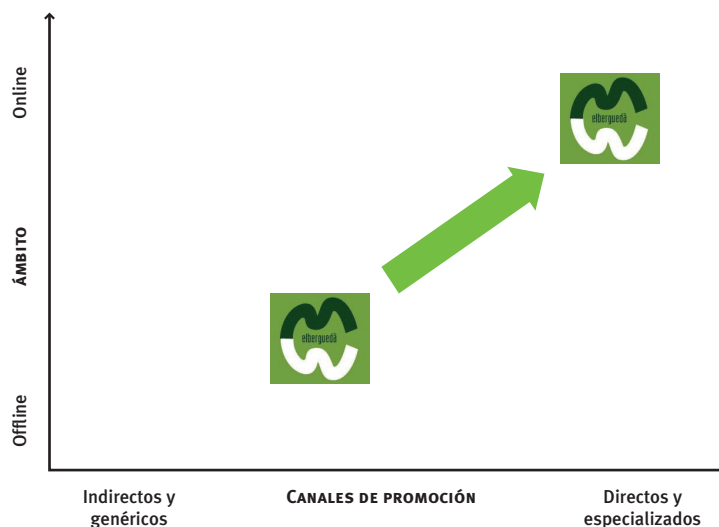 Online
ÁMBITO
Offline
elberguedà
elberguedà
Indirectos y
genéricos
CANALES DE PROMOCIÓN
Directos y
especializados